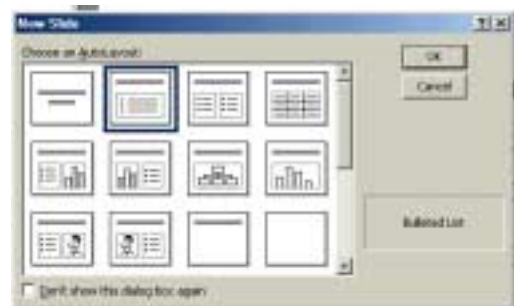 New Slide
Choose an AutoLayout:
OK
Cancel
Bulleted List
Don't show this dialog box again